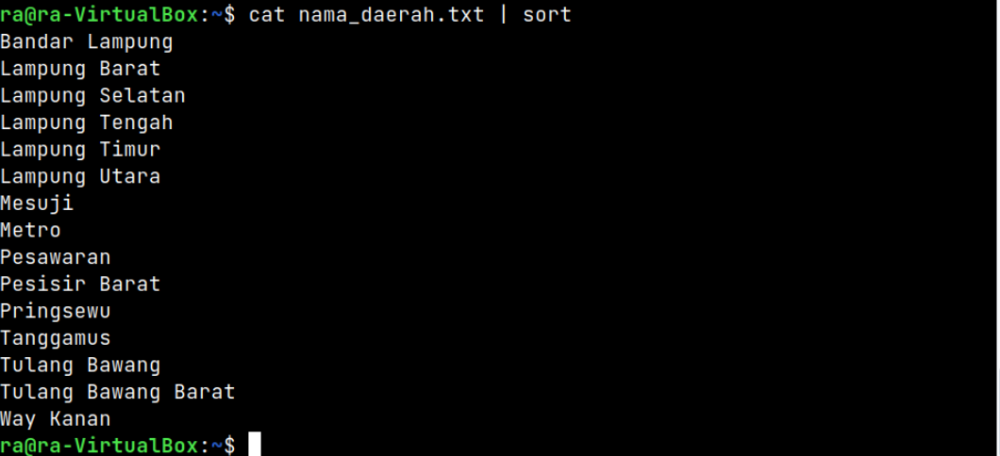 ra@ra-VirtualBox:~$ cat nama_daerah.txt | sort
Bandar Lampung
Lampung Barat
Lampung Selatan
Lampung Tengah
Lampung Timur
Lampung Utara
Mesuji
Metro
Pesawaran
Pesisir Barat
Pringsewu
Tanggamus
Tulang Bawang
Tulang Bawang Barat
Way Kanan
ra@ra-VirtualBox:~$